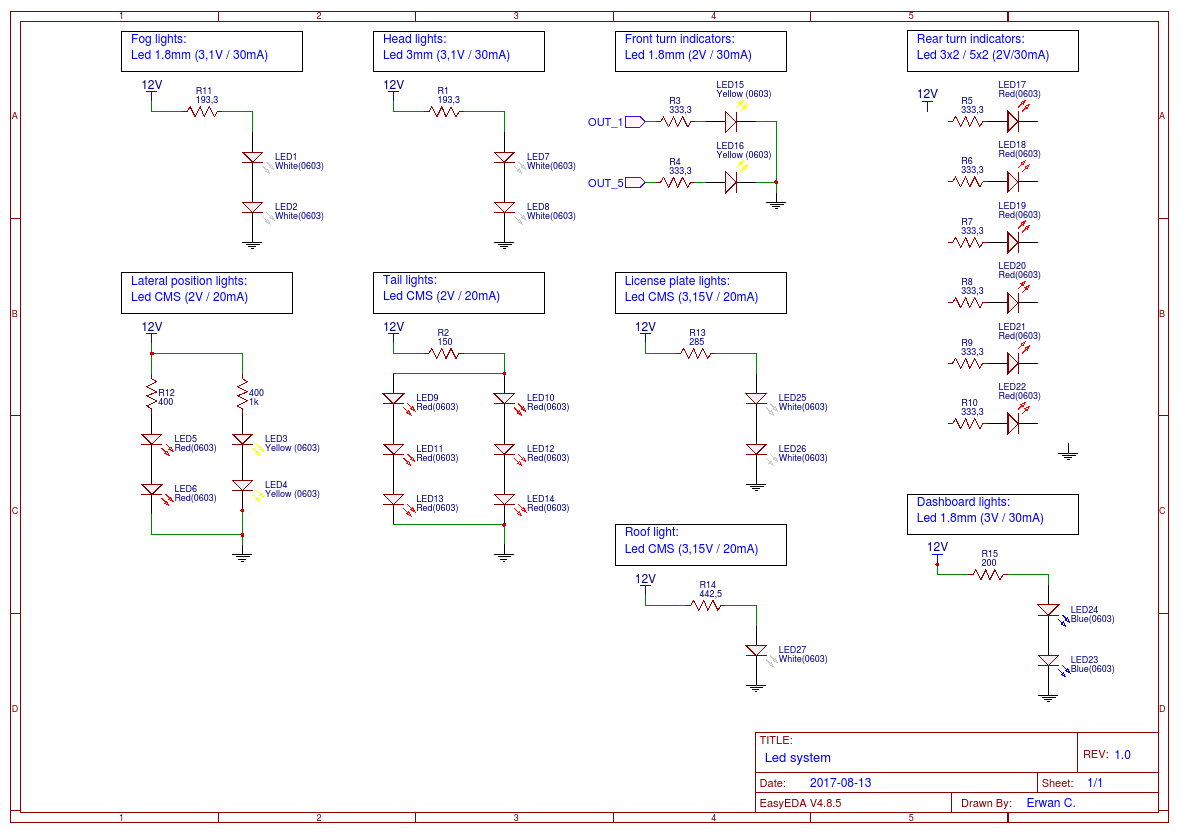 1 2 3 4 5
A
B
C
D
A
B
C
D
Fog lights:
Led 1.8mm (3,1V / 30mA)
12V
R11
193,3
LED1
White(0603)
LED2
White(0603)
Head lights:
Led 3mm (3,1V / 30mA)
12V
R1
193,3
LED7
White(0603)
LED8
White(0603)
Front turn indicators:
Led 1.8mm (2V / 30mA)
LED15
Yellow (0603)
R3
333,3
OUT_1
LED16
Yellow (0603)
R4
333,3
OUT_5
Rear turn indicators:
Led 3x2 / 5x2 (2V/30mA)
12V
LED17
Red(0603)
R5
333,3
LED18
Red(0603)
R6
333,3
LED19
Red(0603)
R7
333,3
LED20
Red(0603)
R8
333,3
LED21
Red(0603)
R9
333,3
LED22
Red(0603)
R10
333,3
Lateral position lights:
Led CMS (2V / 20mA)
12V
R12
400
400
1k
LED5
Red(0603)
LED3
Yellow (0603)
LED6
Red(0603)
LED4
Yellow (0603)
Tail lights:
Led CMS (2V / 20mA)
12V
R2
150
LED9
Red(0603)
LED10
Red(0603)
LED11
Red(0603)
LED12
Red(0603)
LED13
Red(0603)
LED14
Red(0603)
License plate lights:
Led CMS (3,15V / 20mA)
12V
R13
285
LED25
White(0603)
LED26
White(0603)
Roof light:
Led CMS (3,15V / 20mA)
12V
R14
442,5
LED27
White(0603)
Dashboard lights:
Led 1.8mm (3V / 30mA)
12V
R15
200
LED24
Blue(0603)
LED23
Blue(0603)
TITLE:
Led system
REV: 1.0
Date: 2017-08-13
Sheet: 1/1
EasyEDA V4.8.5
Drawn By: Erwan C.
1 2 3 4 5